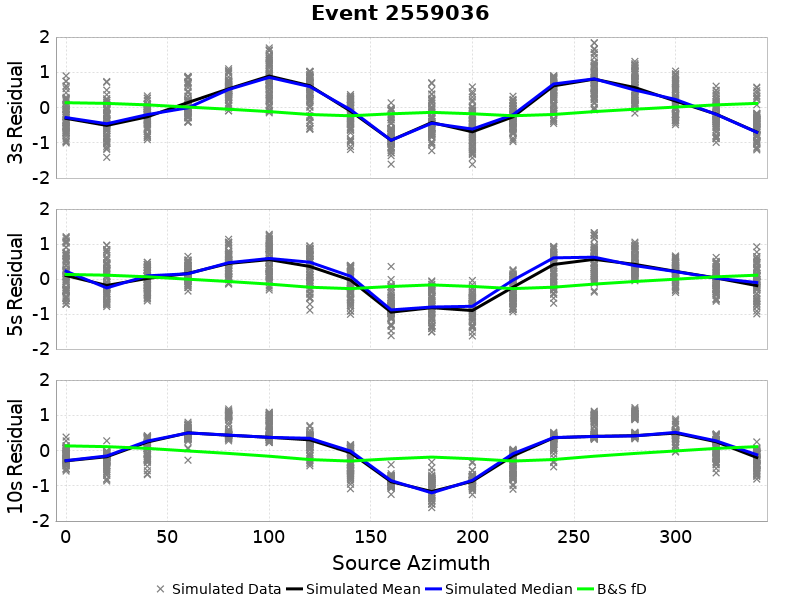 Event 2559036
3s Residual
2
1
0
-1
-2
5s Residual
2
1
0
-1
-2
10s Residual
2
1
0
-1
-2
0 50 100 150 200 250 300
Source Azimuth
Simulated Data Simulated Mean Simulated Median B&S fD